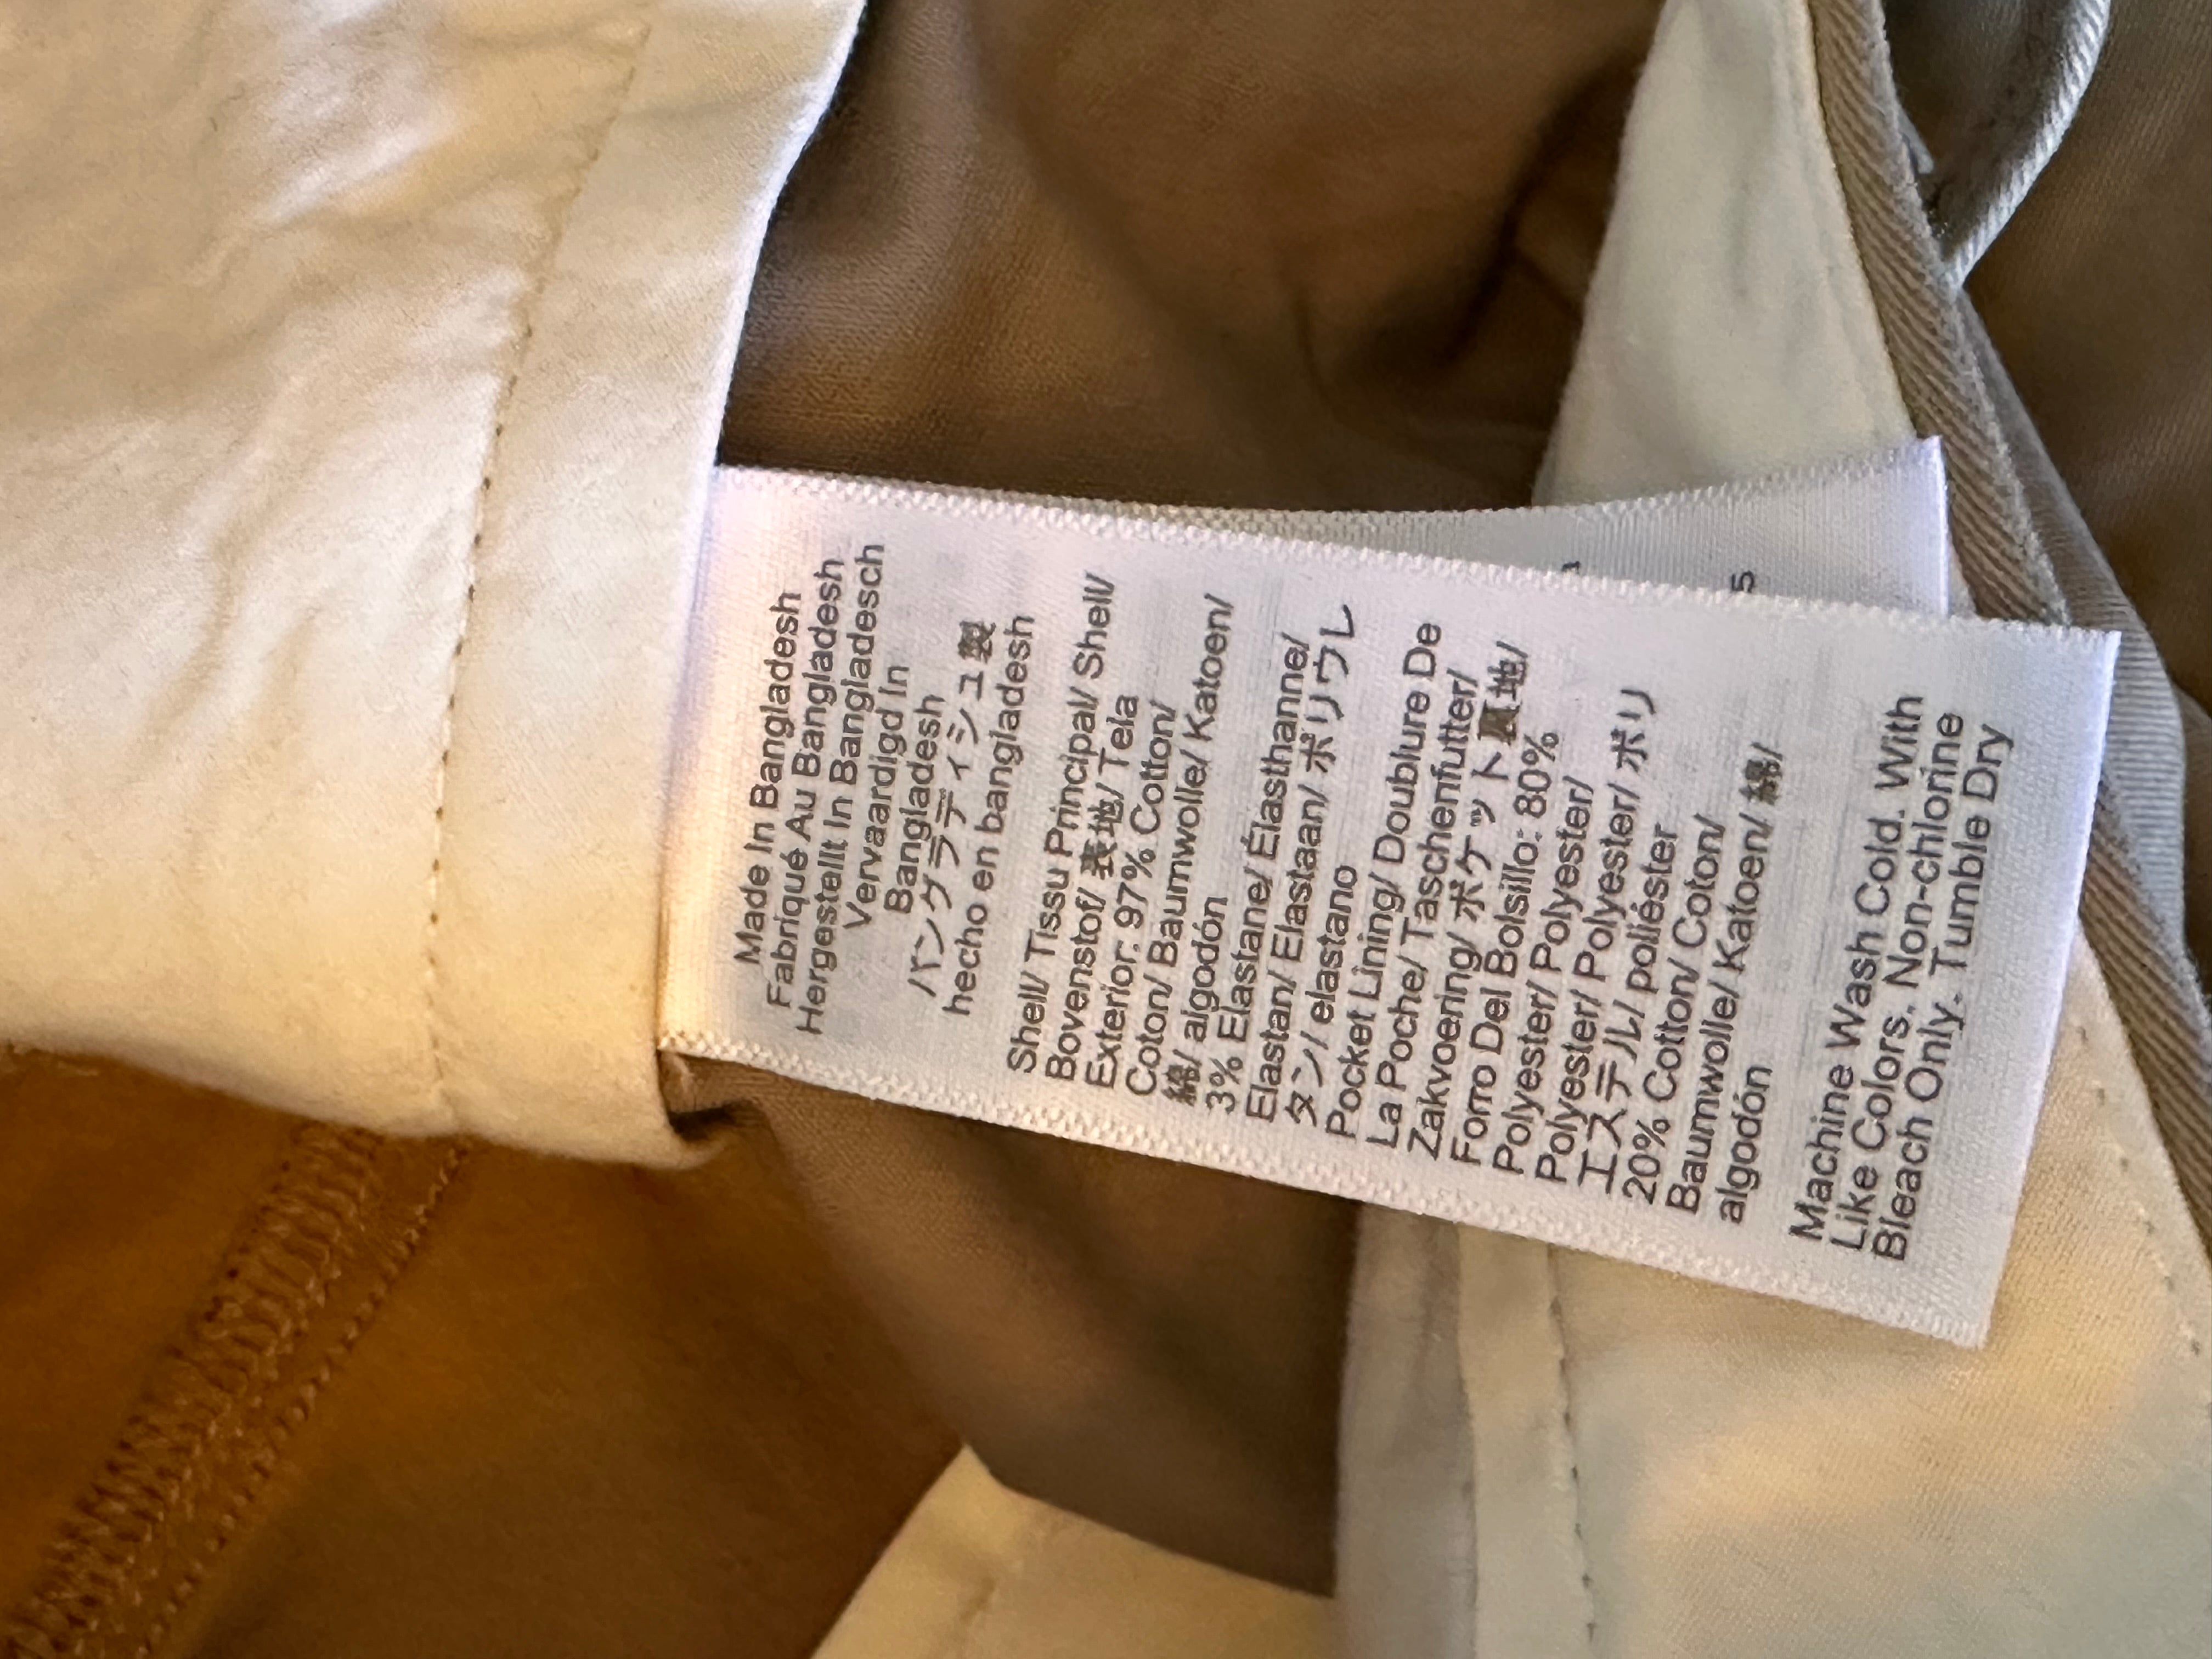 Made In Bangladesh
Fabriqué Au Bangladesh
Hergestellt In Bangladesch
Vervaardigd In
Bangladesh
バングラディシュ製
hecho en bangladesh
Shell/ Tissu Principal/ Shell/
Bovenstof/ 表地/ Tela
Exterior: 97% Cotton/
Coton/ Baumwolle/ Katoen/
綿/ algodón
3% Elastane/ Élasthanne/
Elastan/ Elastaan/ ポリウレ
タン/ elastano
Pocket Lining/ Doublure De
La Poche/ Taschenfutter/
Zakvoering/ ポケット裏地/
Forro Del Bolsillo: 80%
Polyester/ Polyester/
Polyester/ Polyester/ ポリ
エステル/ poliéster
20% Cotton/ Coton/
Baumwolle/ Katoen/ 綿/
algodón
Machine Wash Cold. With
Like Colors. Non-chlorine
Bleach Only. Tumble Dry
5